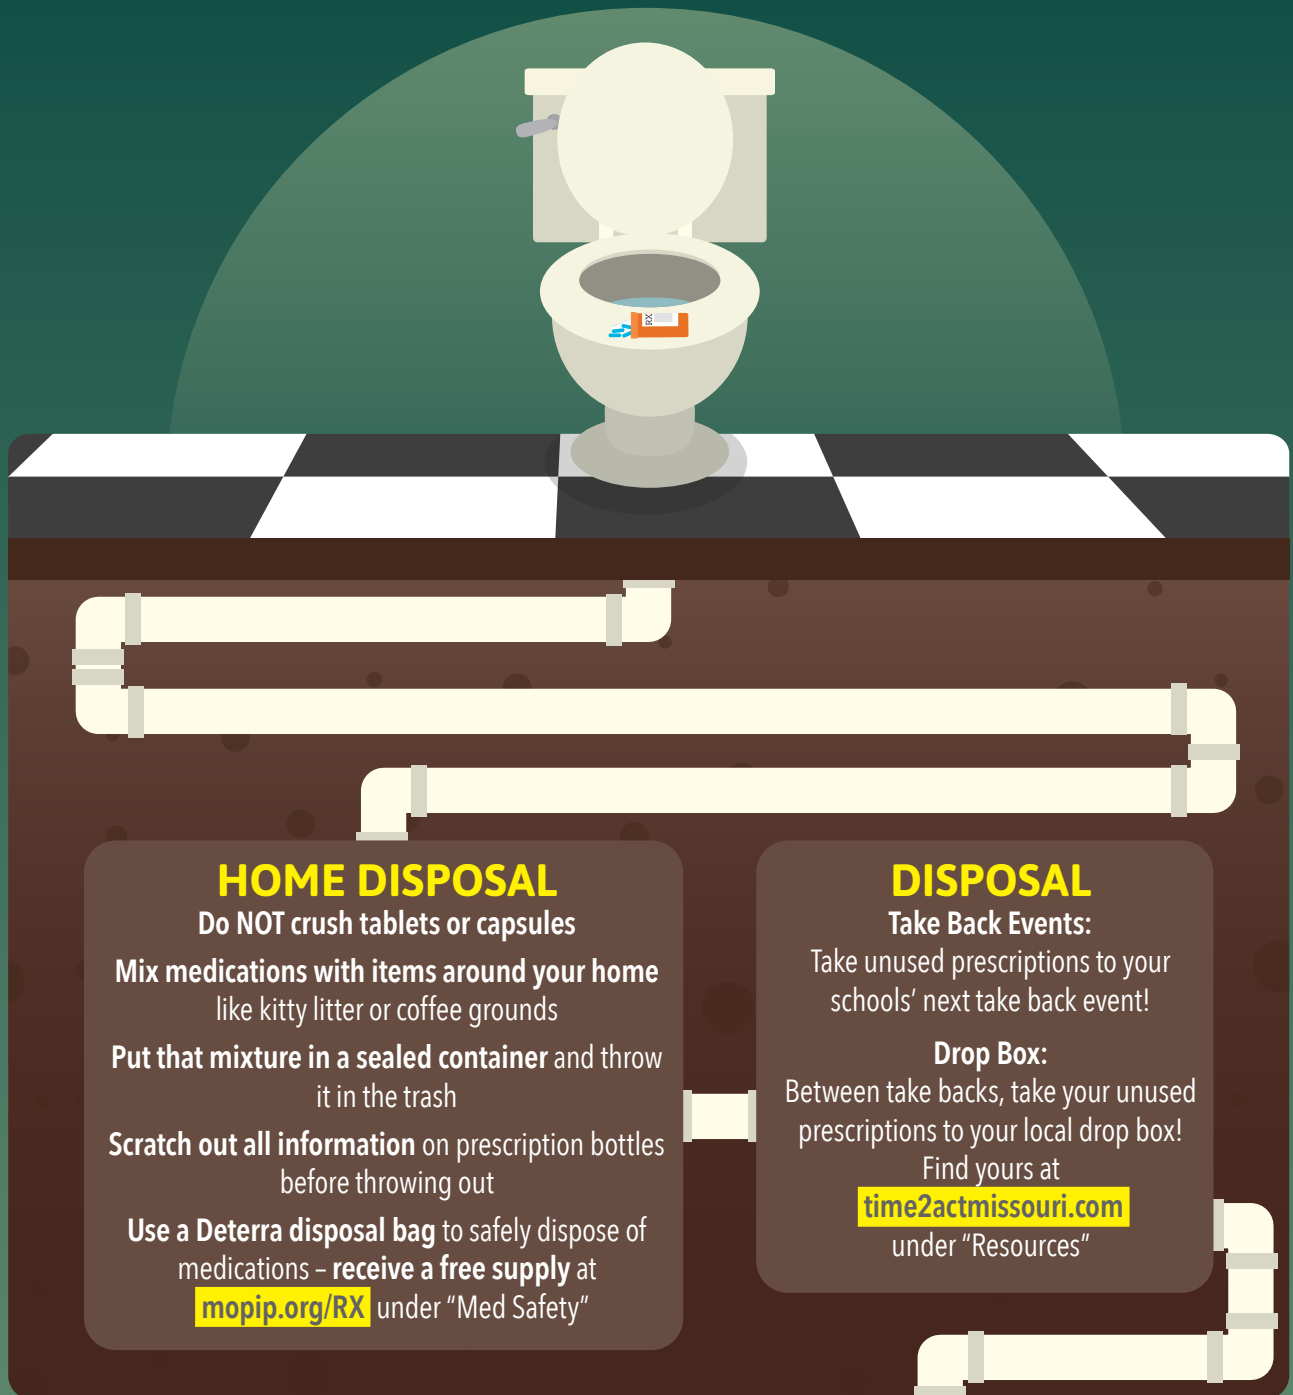 RX
HOME DISPOSAL
Do NOT crush tablets or capsules
Mix medications with items around your home
like kitty litter or coffee grounds
Put that mixture in a sealed container and throw
it in the trash
Scratch out all information on prescription bottles
before throwing out
Use a Deterra disposal bag to safely dispose of
medications – receive a free supply at
mopip.org/RX under “Med Safety”
DISPOSAL
Take Back Events:
Take unused prescriptions to your
schools’ next take back event!
Drop Box:
Between take backs, take your unused
prescriptions to your local drop box!
Find yours at
time2actmissouri.com
under “Resources”